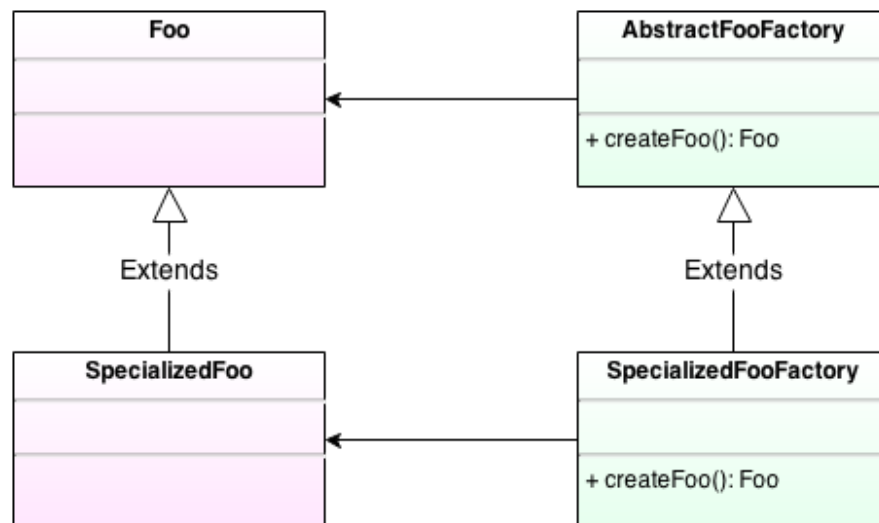 Foo
AbstractFooFactory
+ createFoo(): Foo
Extends
Extends
SpecializedFoo
SpecializedFooFactory
+ createFoo(): Foo